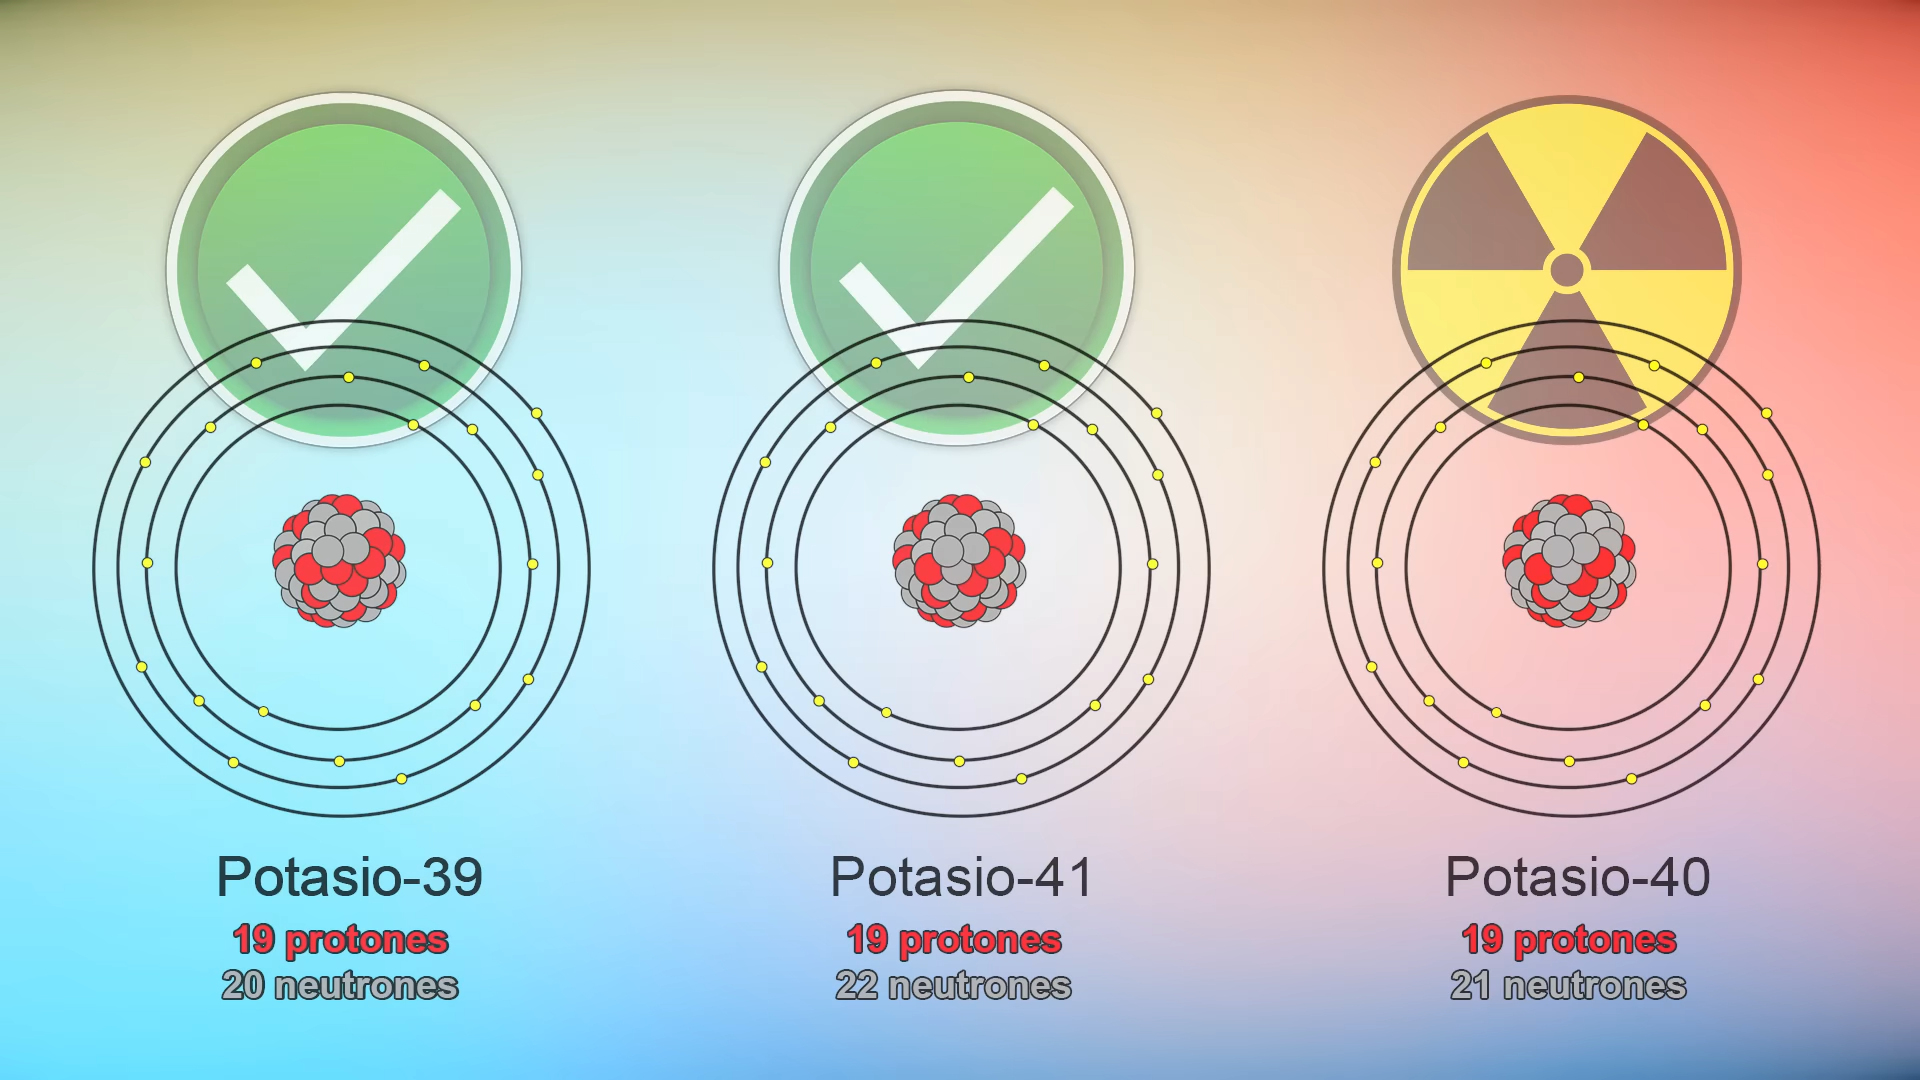 Potasio-39
19 protones
20 neutrones
Potasio-41
19 protones
22 neutrones
Potasio-40
19 protones
21 neutrones